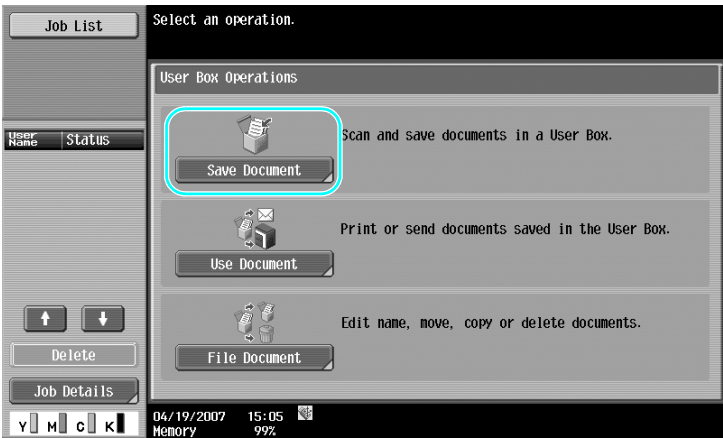 Job List
Select an operation.
User Box Operations
User Name Status
Scan and save documents in a User Box.
Save Document
Print or send documents saved in the User Box.
Use Document
Edit name, move, copy or delete documents.
File Document
Delete
Job Details
Y M C K
04/19/2007 15:05
Memory 99%